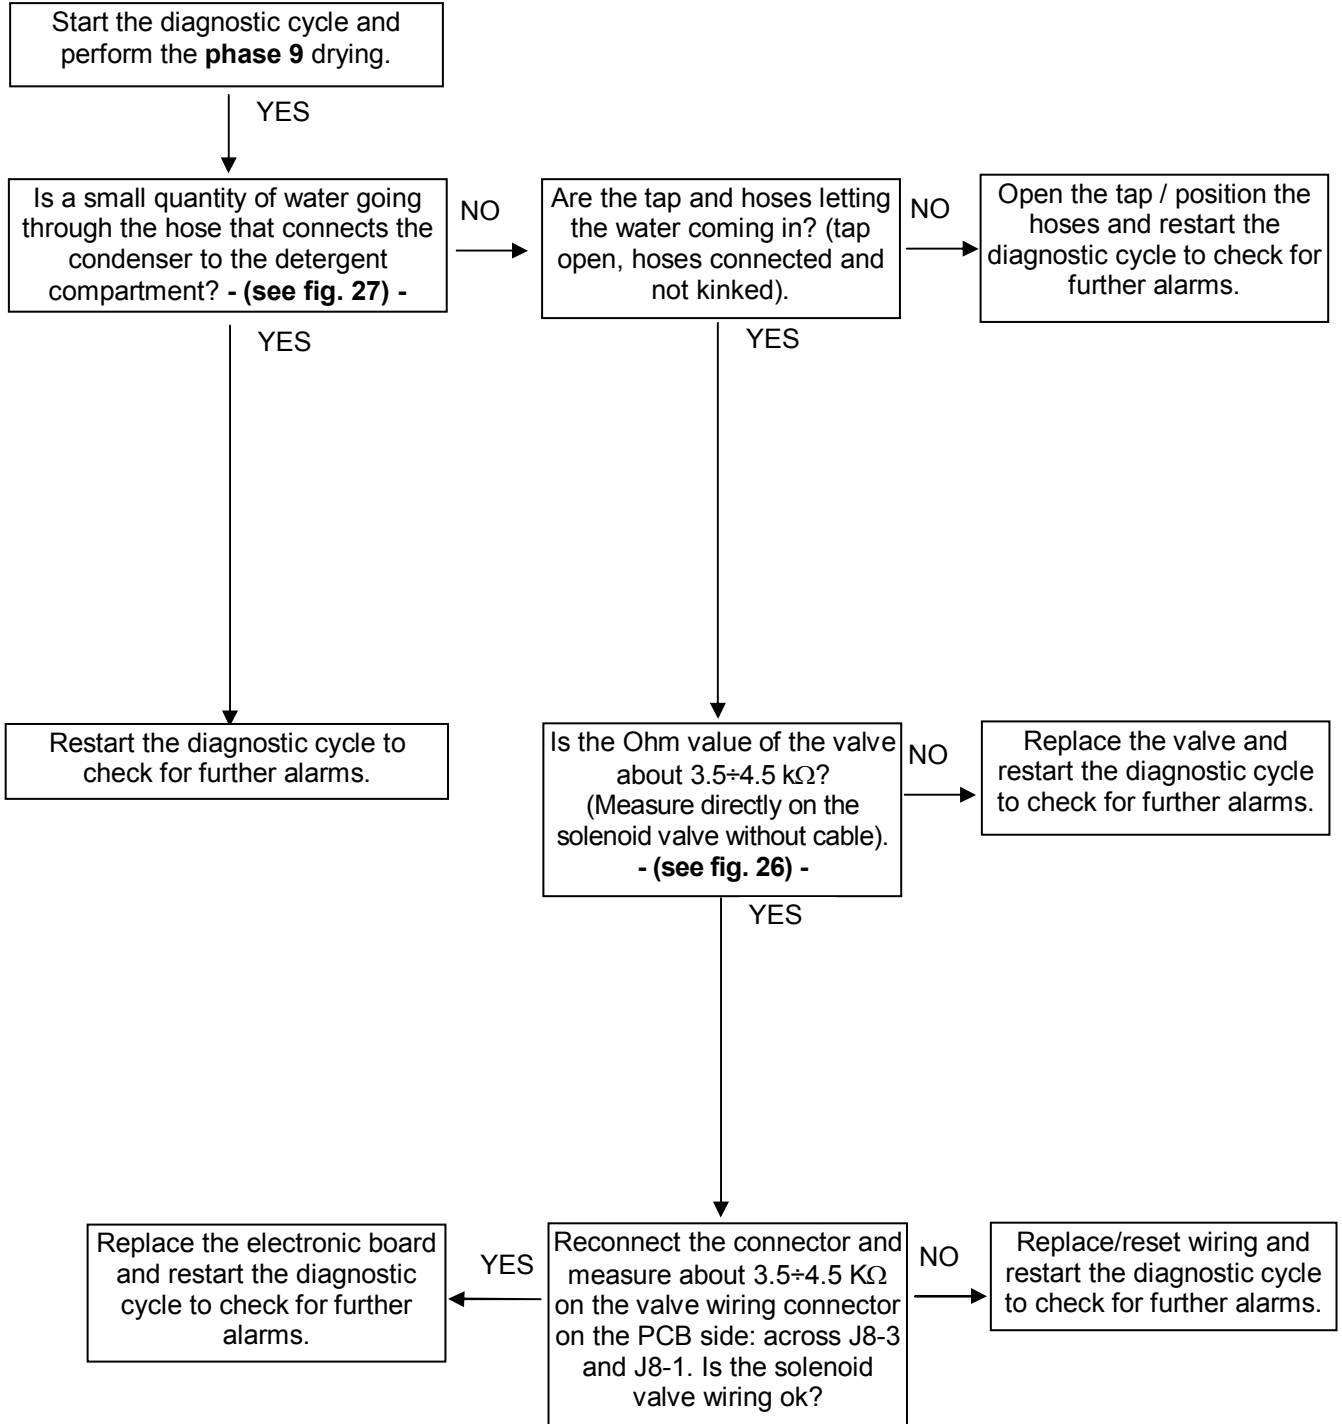 Start the diagnostic cycle and
perform the phase 9 drying.
YES
Is a small quantity of water going
through the hose that connects the
condenser to the detergent
compartment? - (see fig. 27) -
NO
Are the tap and hoses letting
the water coming in? (tap
open, hoses connected and
not kinked).
NO
Open the tap / position the
hoses and restart the
diagnostic cycle to check for
further alarms.
YES
YES
Restart the diagnostic cycle to
check for further alarms.
Is the Ohm value of the valve
about 3.5÷4.5 kΩ?
(Measure directly on the
solenoid valve without cable).
- (see fig. 26) -
NO
Replace the valve and
restart the diagnostic cycle
to check for further alarms.
YES
Replace the electronic board
and restart the diagnostic
cycle to check for further
alarms.
YES
Reconnect the connector and
measure about 3.5÷4.5 KΩ
on the valve wiring connector
on the PCB side: across J8-3
and J8-1. Is the solenoid
valve wiring ok?
NO
Replace/reset wiring and
restart the diagnostic cycle
to check for further alarms.